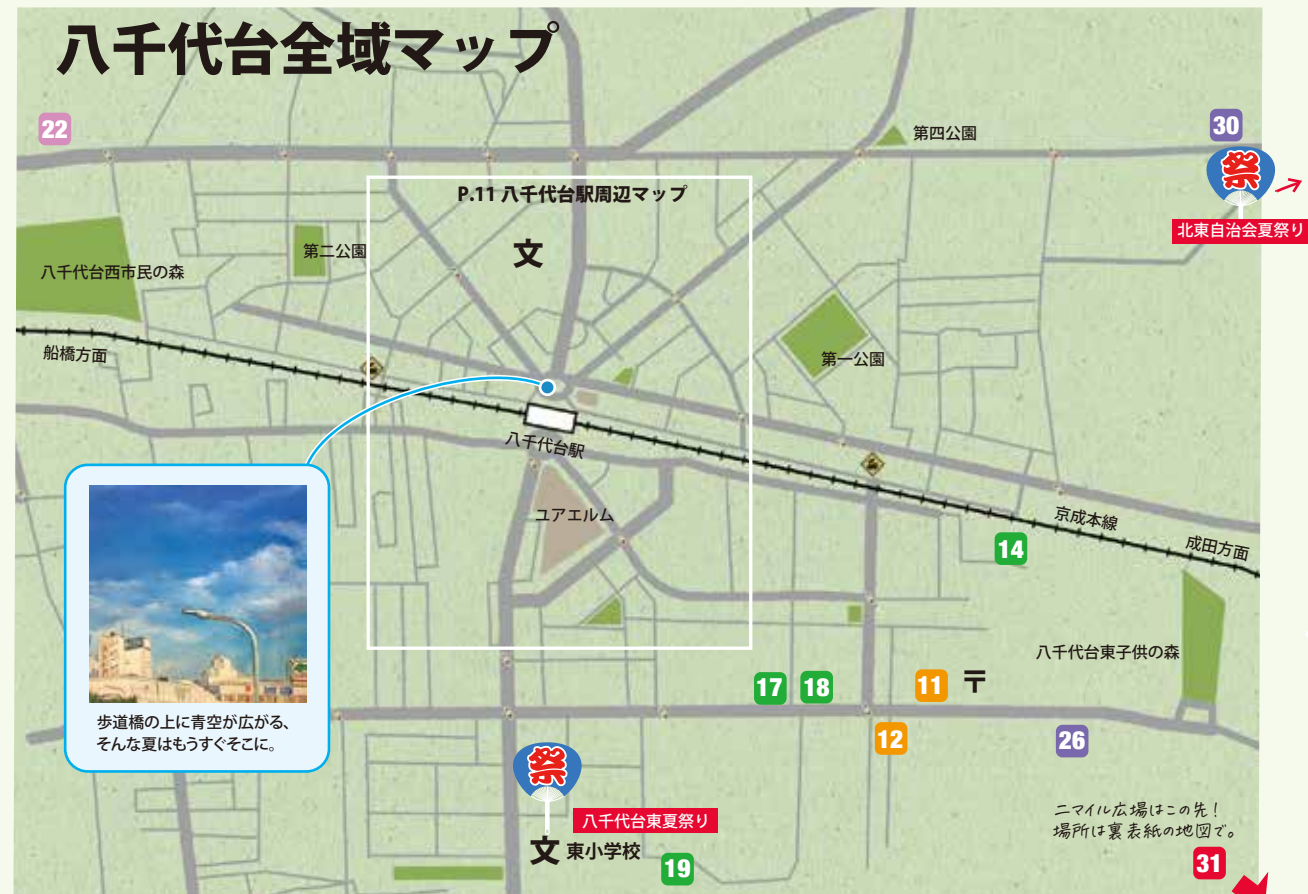 八千代台全域マップ
22
第四公園
30
祭
北東自治会夏祭り
P.11 八千代台駅周辺マップ
文
第二公園
八千代台西市民の森
船橋方面
第一公園
八千代台駅
ユアエルム
京成本線
成田方面
14
八千代台東子供の森
歩道橋の上に青空が広がる、
そんな夏はもうすぐそこに。
17
18
11
〒
12
26
祭
八千代台東夏祭り
文 東小学校
19
ニマイル広場はこの先!
場所は裏表紙の地図で。
31